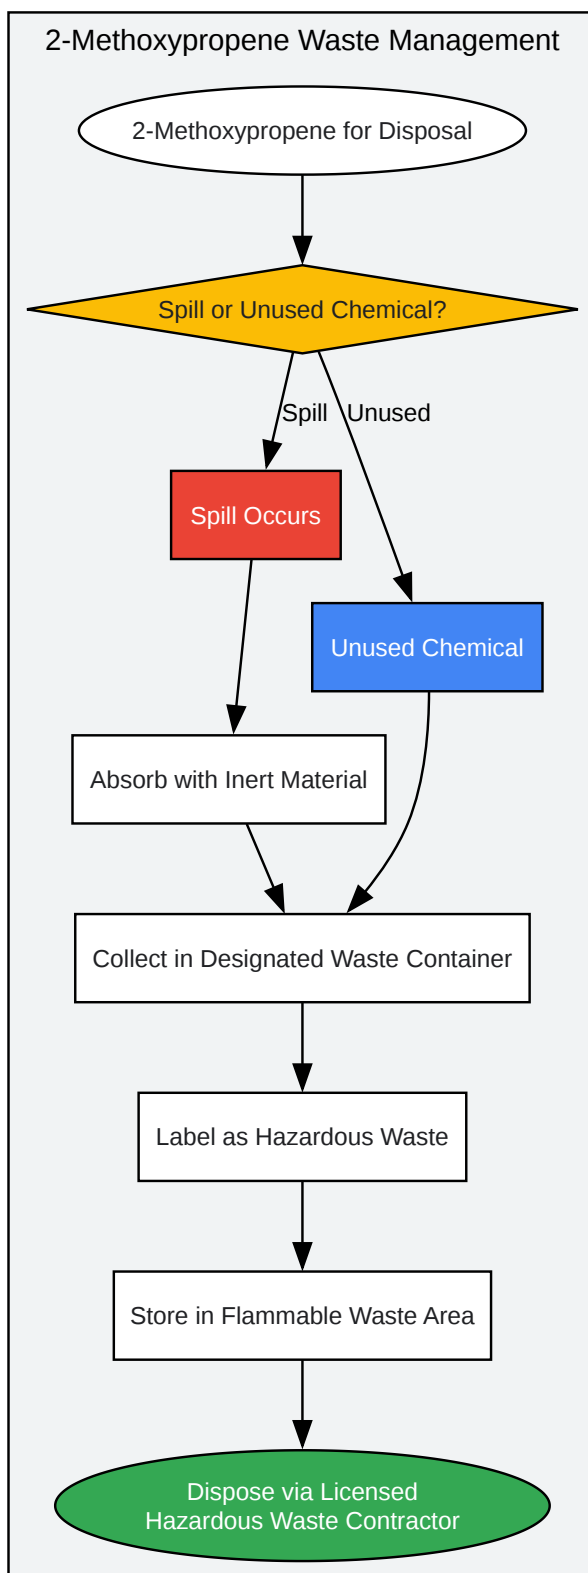 2-Methoxypropene Waste Management
2-Methoxypropene for Disposal
Spill or Unused Chemical?
Spill
Unused
Spill Occurs
Unused Chemical
Absorb with Inert Material
Collect in Designated Waste Container
Label as Hazardous Waste
Store in Flammable Waste Area
Dispose via Licensed
Hazardous Waste Contractor